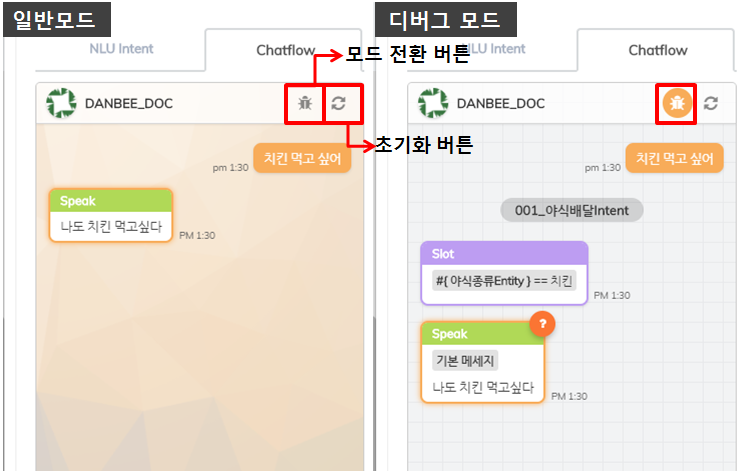 일반모드
NLU Intent
Chatflow
모드 전환 버튼
DANBEE_DOC
초기화 버튼
치킨 먹고 싶어
pm 1:30
Speak
나도 치킨 먹고싶다
PM 1:30
디버그 모드
NLU Intent
Chatflow
DANBEE_DOC
치킨 먹고 싶어
pm 1:30
001_야식배달Intent
Slot
#{ 야식종류Entity } == 치킨
PM 1:30
?
Speak
기본 메세지
나도 치킨 먹고싶다
PM 1:30